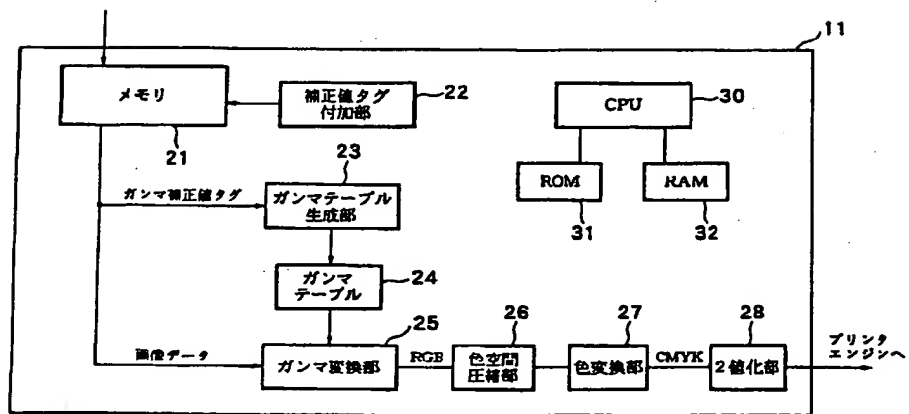 11
メモリ
21
補正値タグ
付加部
22
CPU
30
ROM
31
RAM
32
ガンマ補正値タグ
23
ガンマテーブル
生成部
ガンマ
テーブル
24
25
画像データ
ガンマ変換部
RGB
26
色空間
圧縮部
27
色変換部
CMYK
28
2値化部
プリンタ
エンジンへ